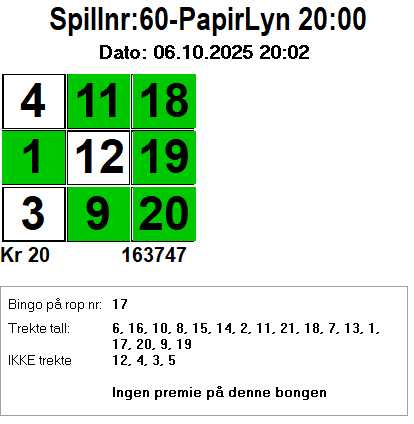 Spillnr:60-PapirLyn 20:00
Dato: 06.10.2025 20:02
4 11 18
1 12 19
3 9 20
Kr 20 163747
Bingo på rop nr: 17
Trekte tall: 6, 16, 10, 8, 15, 14, 2, 11, 21, 18, 7, 13, 1,
17, 20, 9, 19
IKKE trekte 12, 4, 3, 5
Ingen premie på denne bongen